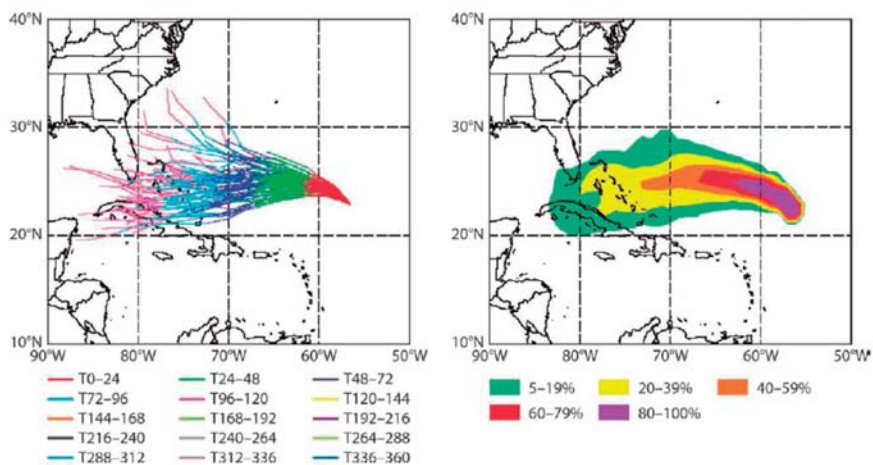 40°N 40°N
30°N 30°N
20°N 20°N
10°N 10°N
90°W 80°W 70°W 60°W 50°W 90°W 80°W 70°W 60°W 50°W
T0–24 T24–48 T48–72
T72–96 T96–120 T120–144
T144–168 T168–192 T192–216
T216–240 T240–264 T264–288
T288–312 T312–336 T336–360
5–19% 20–39% 40–59%
60–79% 80–100%